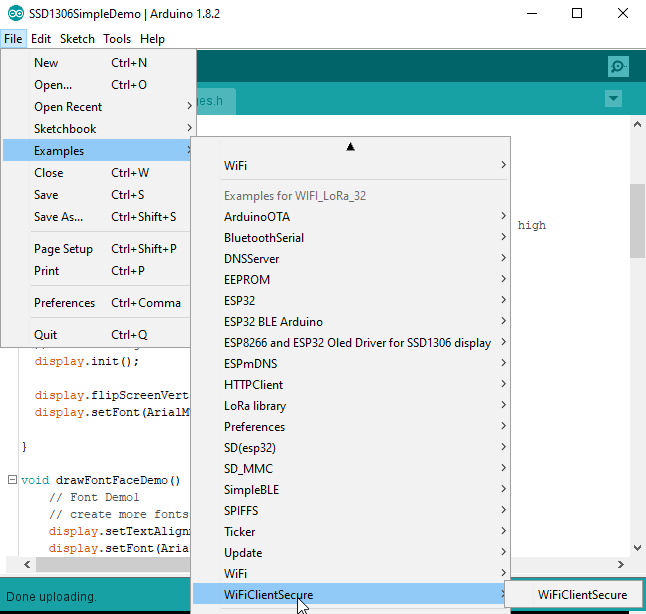 SSD1306SimpleDemo | Arduino 1.8.2
File Edit Sketch Tools Help
New Ctrl+N
Open... Ctrl+O
Open Recent
Sketchbook
Examples
Close Ctrl+W
Save Ctrl+S
Save As... Ctrl+Shift+S
Page Setup Ctrl+Shift+P
Print Ctrl+P
Preferences Ctrl+Comma
Quit Ctrl+Q
ges.h
WiFi
Examples for WIFI_LoRa_32
ArduinoOTA
BluetoothSerial
DNSServer
EEPROM
ESP32
ESP32 BLE Arduino
ESP8266 and ESP32 Oled Driver for SSD1306 display
ESPmDNS
HTTPClient
LoRa library
Preferences
SD(esp32)
SD_MMC
SimpleBLE
SPIFFS
Ticker
Update
WiFi
WiFiClientSecure
WiFiClientSecure
high
display.init();
display.flipScreenVert
display.setFont(ArialM
}
void drawFontFaceDemo()
// Font Demo1
// create more fonts
display.setTextAlignm
display.setFont(Aria
Done uploading.